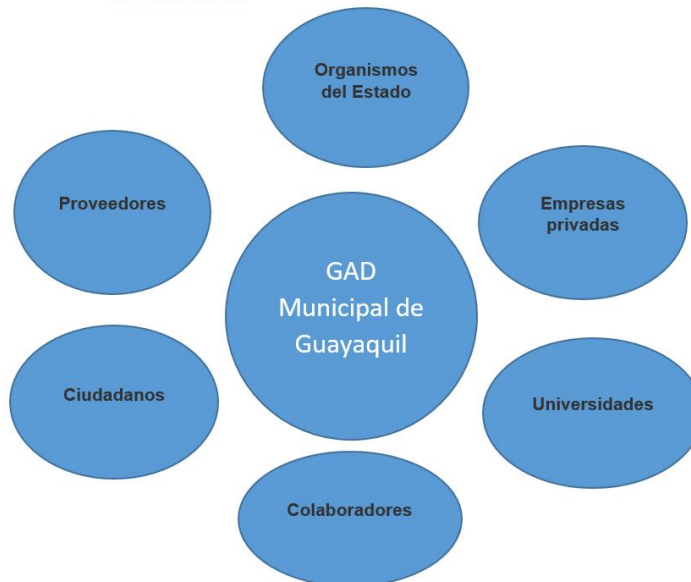 Organismos
del Estado
Proveedores
Empresas
privadas
GAD
Municipal de
Guayaquil
Ciudadanos
Universidades
Colaboradores